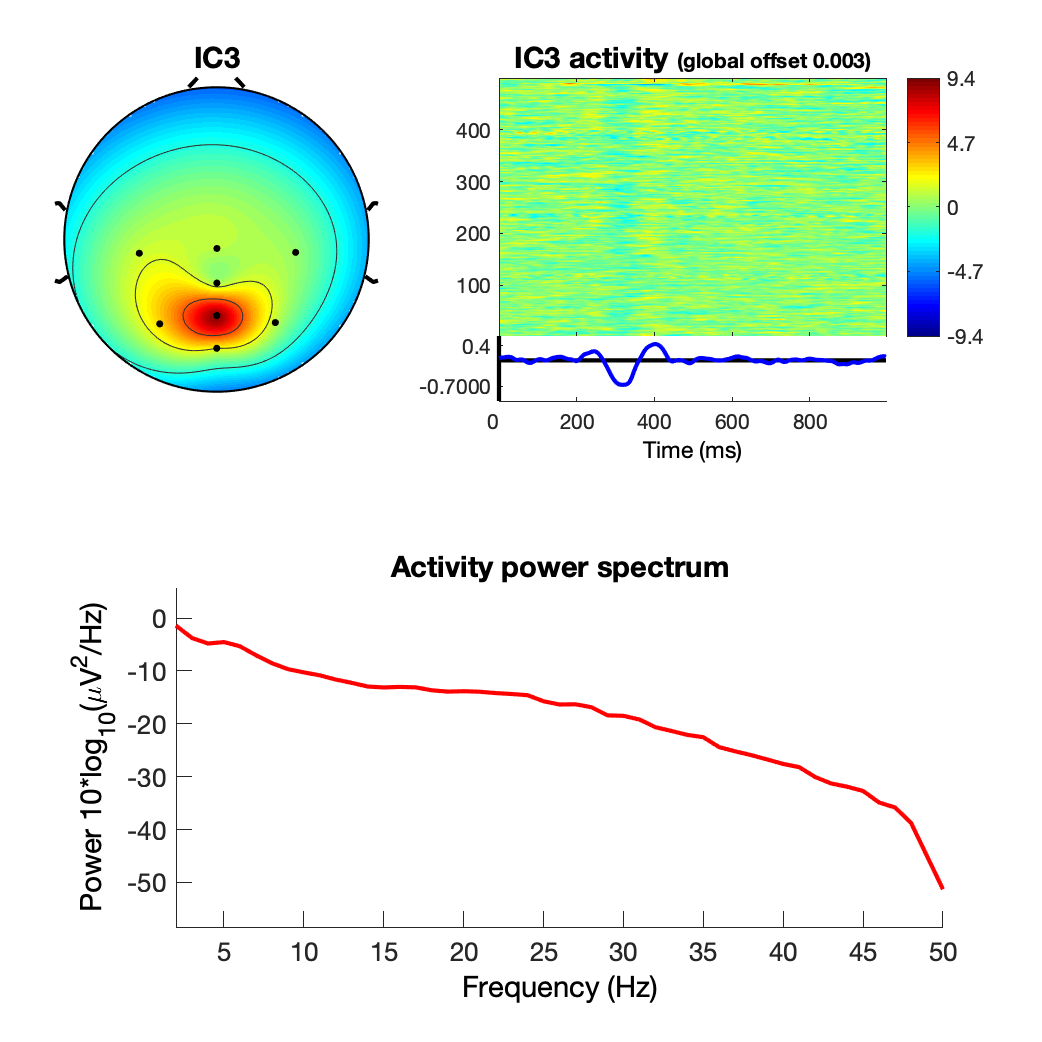 IC3
IC3 activity (global offset 0.003)
400
300
200
100
9.4
4.7
0
-4.7
-9.4
0.4
-0.7000
0 200 400 600 800
Time (ms)
Activity power spectrum
0
-10
-20
-30
-40
-50
Power 10*log10(μV2/Hz)
5 10 15 20 25 30 35 40 45 50
Frequency (Hz)